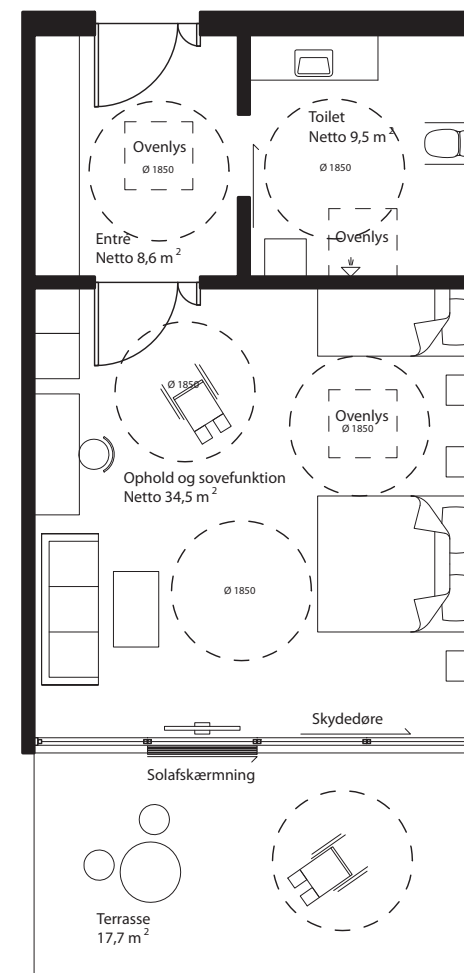 Toilet
Netto 9,5 m²
Ovenlys
Ø 1850
Ø 1850
Entre
Netto 8,6 m²
Ovenlys
Ø 1850
Ovenlys
Ø 1850
Ophold og sovefunktion
Netto 34,5 m²
Ø 1850
Skydedøre
Solafskærmning
Terrasse
17,7 m²